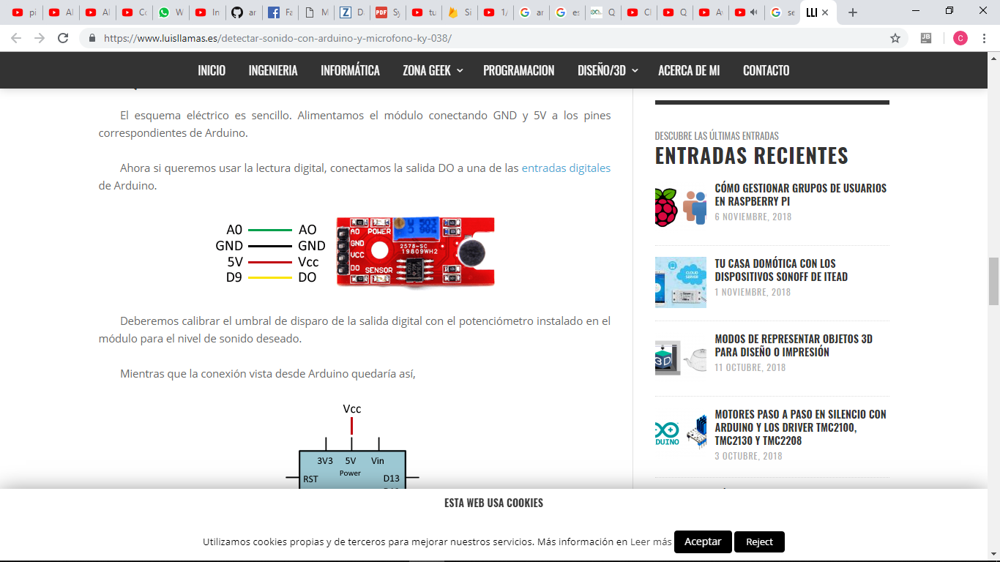 pi
Al
Al
Co
W
In
ar
Fa
M
D
Sy
tu
Si
1/
ar
es
Q
Cl
Q
A
se
LLI
https://www.luisllamas.es/detectar-sonido-con-arduino-y-microfono-ky-038/
JB
C
INICIO INGENIERIA INFORMÁTICA ZONA GEEK PROGRAMACION DISEÑO/3D ACERCA DE MI CONTACTO
El esquema eléctrico es sencillo. Alimentamos el módulo conectando GND y 5V a los pines
correspondientes de Arduino.
Ahora si queremos usar la lectura digital, conectamos la salida DO a una de las entradas digitales
de Arduino.
A0 AO
GND GND
5V Vcc
D9 DO
AO POWER
GND
VCC
DO SENSOR
2578-SC
19809WH2
Deberemos calibrar el umbral de disparo de la salida digital con el potenciómetro instalado en el
módulo para el nivel de sonido deseado.
Mientras que la conexión vista desde Arduino quedaría así,
Vcc
3V3 5V Vin
Power
RST D13
DESCUBRE LAS ÚLTIMAS ENTRADAS
ENTRADAS RECIENTES
CÓMO GESTIONAR GRUPOS DE USUARIOS
EN RASPBERRY PI
6 NOVIEMBRE, 2018
CLOUD
SERVER
TU CASA DOMÓTICA CON LOS
DISPOSITIVOS SONOFF DE ITEAD
1 NOVIEMBRE, 2018
3D
MODOS DE REPRESENTAR OBJETOS 3D
PARA DISEÑO O IMPRESIÓN
11 OCTUBRE, 2018
DUINO
MOTORES PASO A PASO EN SILENCIO CON
ARDUINO Y LOS DRIVER TMC2100,
TMC2130 Y TMC2208
3 OCTUBRE, 2018
ESTA WEB USA COOKIES
Utilizamos cookies propias y de terceros para mejorar nuestros servicios. Más información en Leer más Aceptar Reject